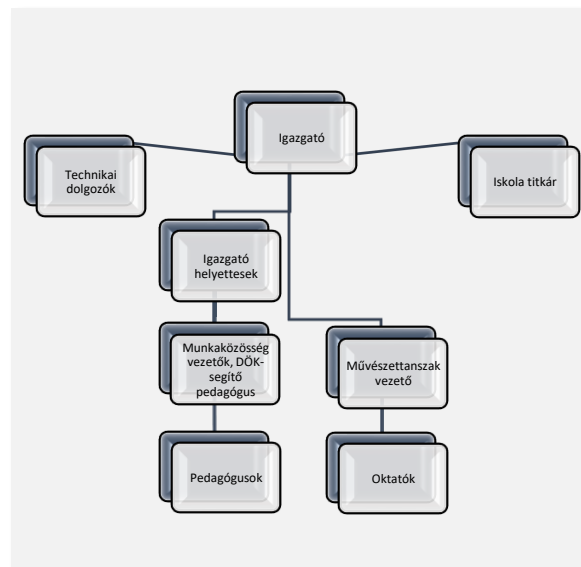 Igazgató
Technikai
dolgozók
Iskola titkár
Igazgató
helyettesek
Munkaközösség
vezetők, DÖK-
segítő
pedagógus
Művészettanszak
vezető
Pedagógusok
Oktatók